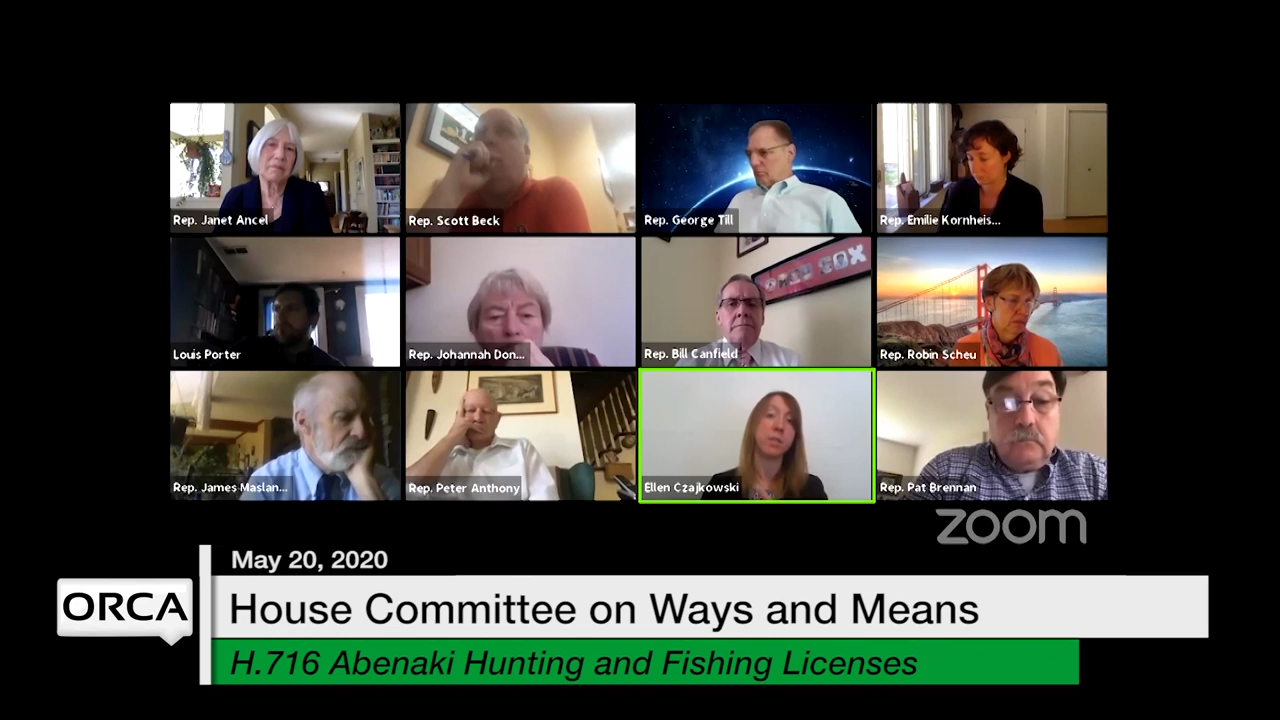 Rep. Janet Ancel
Rep. Scott Beck
Rep. George Till
Rep. Emilie Kornheis...
Louis Porter
Rep. Johannah Don...
RED SOX
Rep. Bill Canfield
Rep. Robin Scheu
Rep. James Maslan...
Rep. Peter Anthony
Ellen Czajkowski
Rep. Pat Brennan
zoom
May 20, 2020
ORCA
House Committee on Ways and Means
H.716 Abenaki Hunting and Fishing Licenses